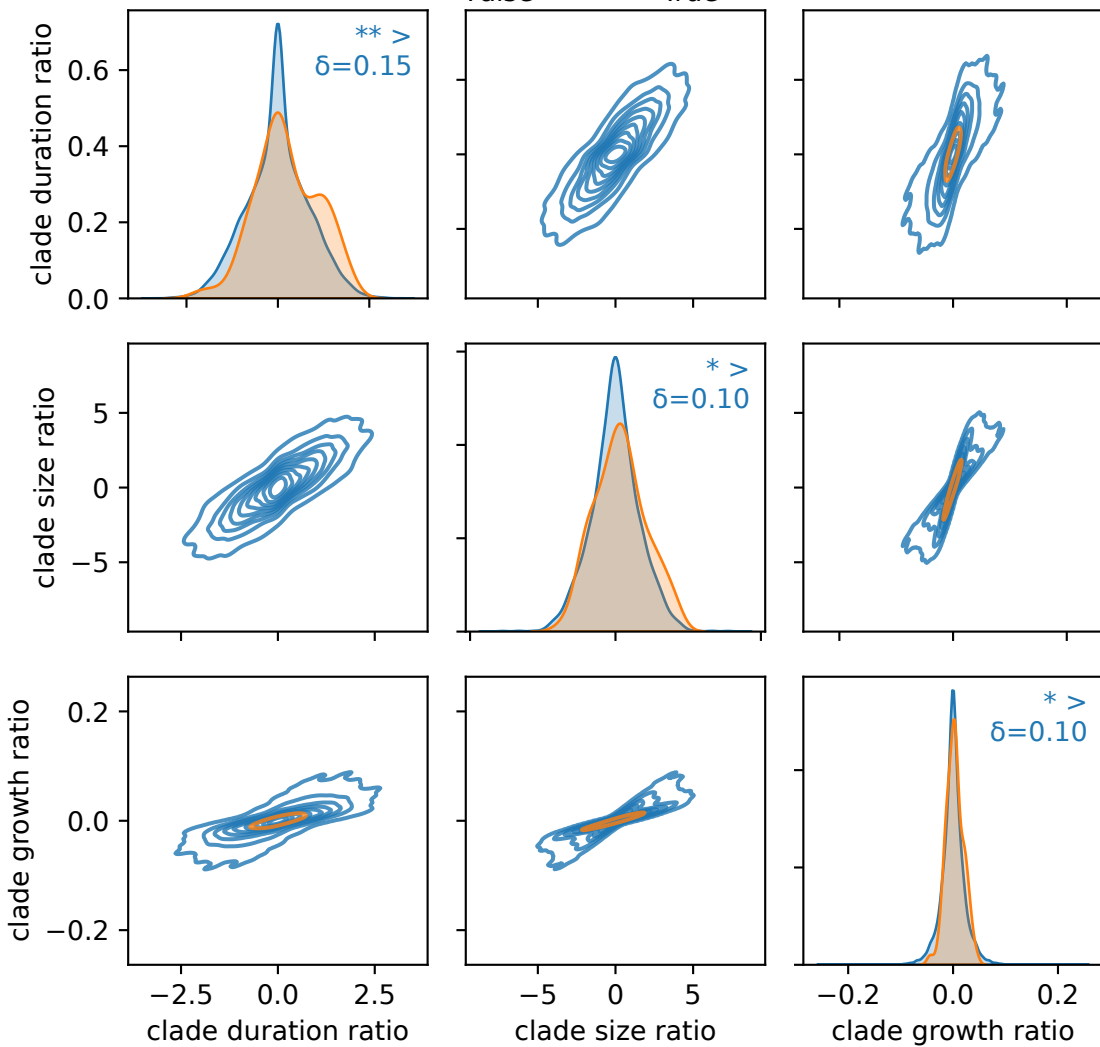 clade duration ratio
0.6
0.4
0.2
0.0
** >
δ=0.15
clade size ratio
5
0
−5
* >
δ=0.10
clade growth ratio
0.2
0.0
−0.2
* >
δ=0.10
−2.5 0.0 2.5
−5 0 5
−0.2 0.0 0.2
clade duration ratio
clade size ratio
clade growth ratio